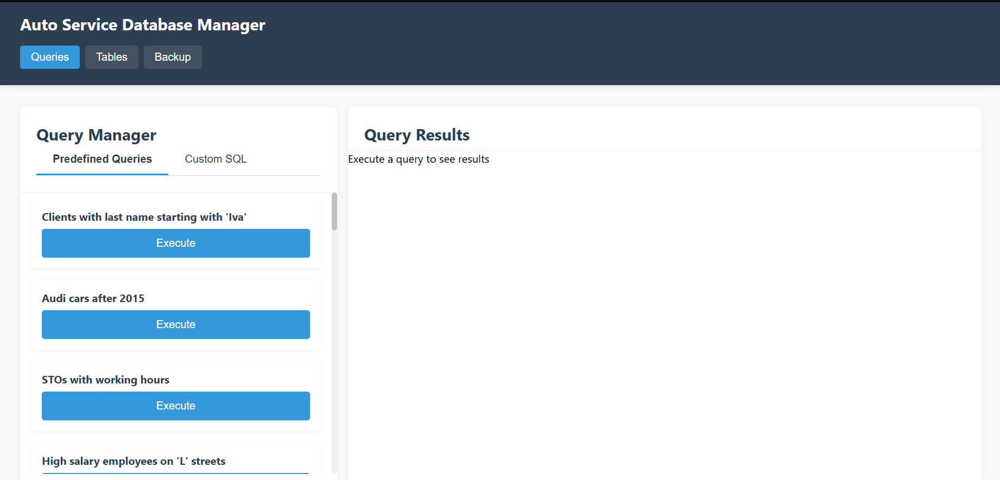 Auto Service Database Manager
Queries
Tables
Backup
Query Manager
Predefined Queries
Custom SQL
Clients with last name starting with 'Iva'
Execute
Audi cars after 2015
Execute
STOs with working hours
Execute
High salary employees on 'L' streets
Query Results
Execute a query to see results